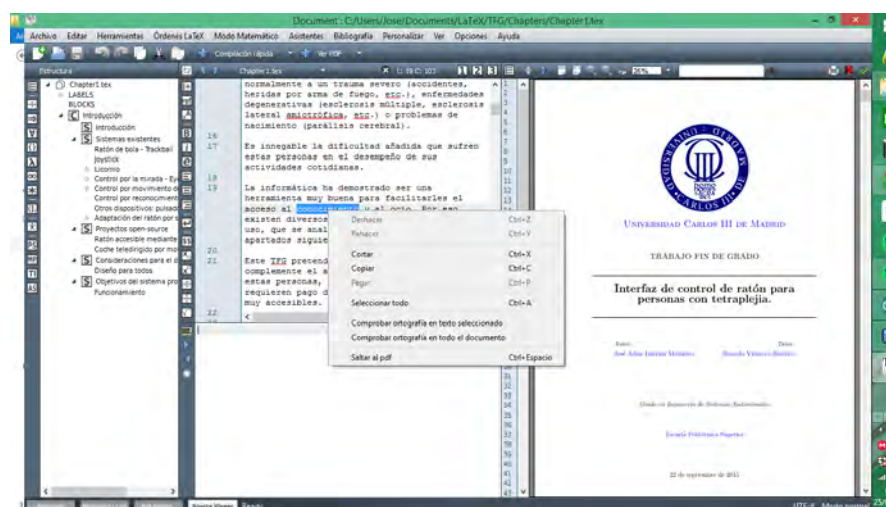 Document : C:/Users/Jose/Documents/LaTeX/TFG/Chapters/Chapter1.tex
Archivo Editar Herramientas Órdenes LaTeX Modo Matemático Asistentes Bibliografía Personalizar Ver Opciones Ayuda
Compilación rápida Ver PDF
Estructura
Chapter1.tex
LABELS
BLOCKS
Introducción
Introducción
Sistemas existentes
Ratón de bola - Trackball
Joystick
Licornio
Control por la mirada - Eye
Control por movimiento d
Control por reconocimien
Otros dispositivos: pulsado
Adaptación del ratón por s
Proyectos open-source
Ratón accesible mediante
Coche teledirigido por mo
Consideraciones para el d
Diseño para todos
Objetivos del sistema pro
Funcionamiento
Chapter1.tex
normalmente a un trauma severo (accidentes,
heridas por arma de fuego, etc.), enfermedades
degenerativas (esclerosis múltiple, esclerosis
lateral amiotrófica, etc.) o problemas de
nacimiento (parálisis cerebral).
16
17 Es innegable la dificultad añadida que sufren
estas personas en el desempeño de sus
actividades cotidianas.
18
19 La informática ha demostrado ser una
herramienta muy buena para facilitarles el
acceso al conocimiento y al ocio. Por eso
existen diversos
uso, que se anal
apartados siguie
20
21 Este TFG pretend
complemente el a
estas personas,
requieren pago d
muy accesibles.
22
Deshacer Ctrl+Z
Rehacer Ctrl+Y
Cortar Ctrl+X
Copiar Ctrl+C
Pegar Ctrl+P
Seleccionar todo Ctrl+A
Comprobar ortografía en texto seleccionado
Comprobar ortografía en todo el documento
Saltar al pdf Ctrl+Espacio
UNIVERSIDAD CARLOS III DE MADRID
TRABAJO FIN DE GRADO
Interfaz de control de ratón para
personas con tetraplejia.
Autor:
22 de septiembre de 2015